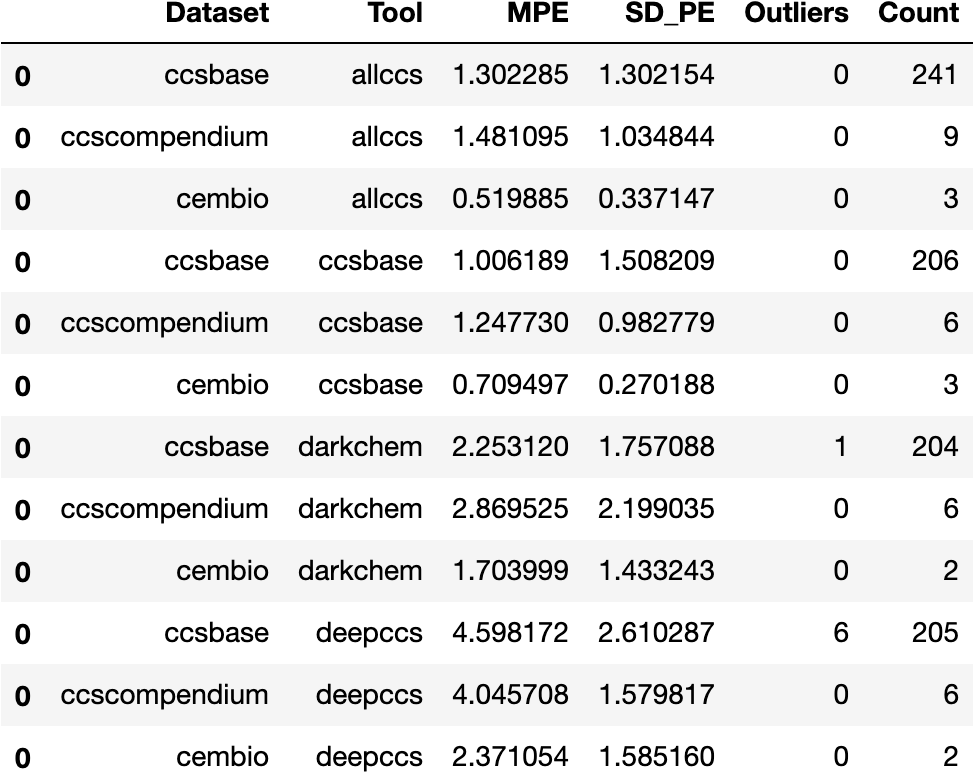 Dataset Tool MPE SD_PE Outliers Count
0 ccsbase allccs 1.302285 1.302154 0 241
0 ccscompendium allccs 1.481095 1.034844 0 9
0 cembio allccs 0.519885 0.337147 0 3
0 ccsbase ccsbase 1.006189 1.508209 0 206
0 ccscompendium ccsbase 1.247730 0.982779 0 6
0 cembio ccsbase 0.709497 0.270188 0 3
0 ccsbase darkchem 2.253120 1.757088 1 204
0 ccscompendium darkchem 2.869525 2.199035 0 6
0 cembio darkchem 1.703999 1.433243 0 2
0 ccsbase deepccs 4.598172 2.610287 6 205
0 ccscompendium deepccs 4.045708 1.579817 0 6
0 cembio deepccs 2.371054 1.585160 0 2